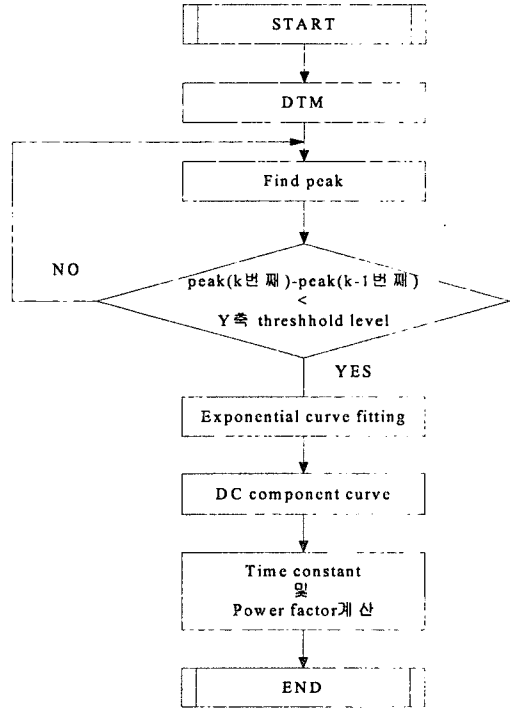 START
DTM
Find peak
NO
peak(k번째)-peak(k-1번째)
<
Y축 threshhold level
YES
Exponential curve fitting
DC component curve
Time constant
및
Power factor계산
END